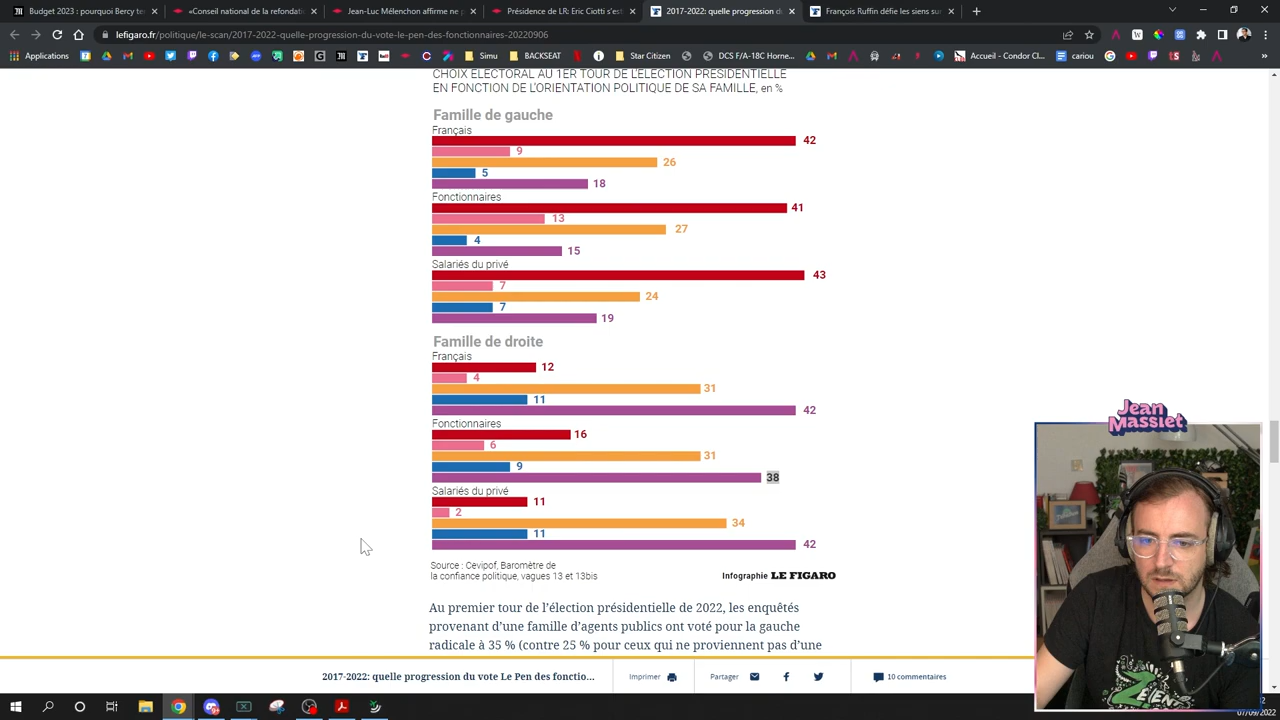 Budget 2023 : pourquoi Bercy ten
«Conseil national de la refondati
Jean-Luc Mélenchon affirme ne
Présidence de LR: Eric Ciotti s'est
2017-2022: quelle progression du
François Ruffin défie les siens sur
lefigaro.fr/politique/le-scan/2017-2022-quelle-progression-du-vote-le-pen-des-fonctionnaires-20220906
Applications
Simu
BACKSEAT
Star Citizen
DCS F/A-18C Horne...
Accueil - Condor Cl...
cariou
CHOIX ÉLECTORAL AU 1ER TOUR DE L'ÉLECTION PRÉSIDENTIELLE
EN FONCTION DE L'ORIENTATION POLITIQUE DE SA FAMILLE, en %
Famille de gauche
Français
42
9
26
5
18
Fonctionnaires
41
13
27
4
15
Salariés du privé
43
7
24
7
19
Famille de droite
Français
12
4
31
11
42
Fonctionnaires
16
6
31
9
38
Salariés du privé
11
2
34
11
42
Source : Cevipof, Baromètre de
la confiance politique, vagues 13 et 13bis
Infographie LE FIGARO
Au premier tour de l'élection présidentielle de 2022, les enquêtés
provenant d'une famille d'agents publics ont voté pour la gauche
radicale à 35 % (contre 25 % pour ceux qui ne proviennent pas d'une
2017-2022: quelle progression du vote Le Pen des fonctio...
Imprimer
Partager
10 commentaires
Jean
Massiet
07/09/2022